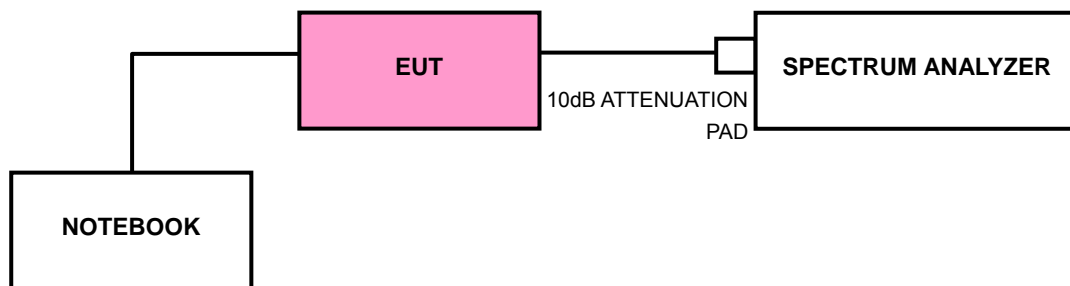 EUT
SPECTRUM ANALYZER
10dB ATTENUATION
PAD
NOTEBOOK